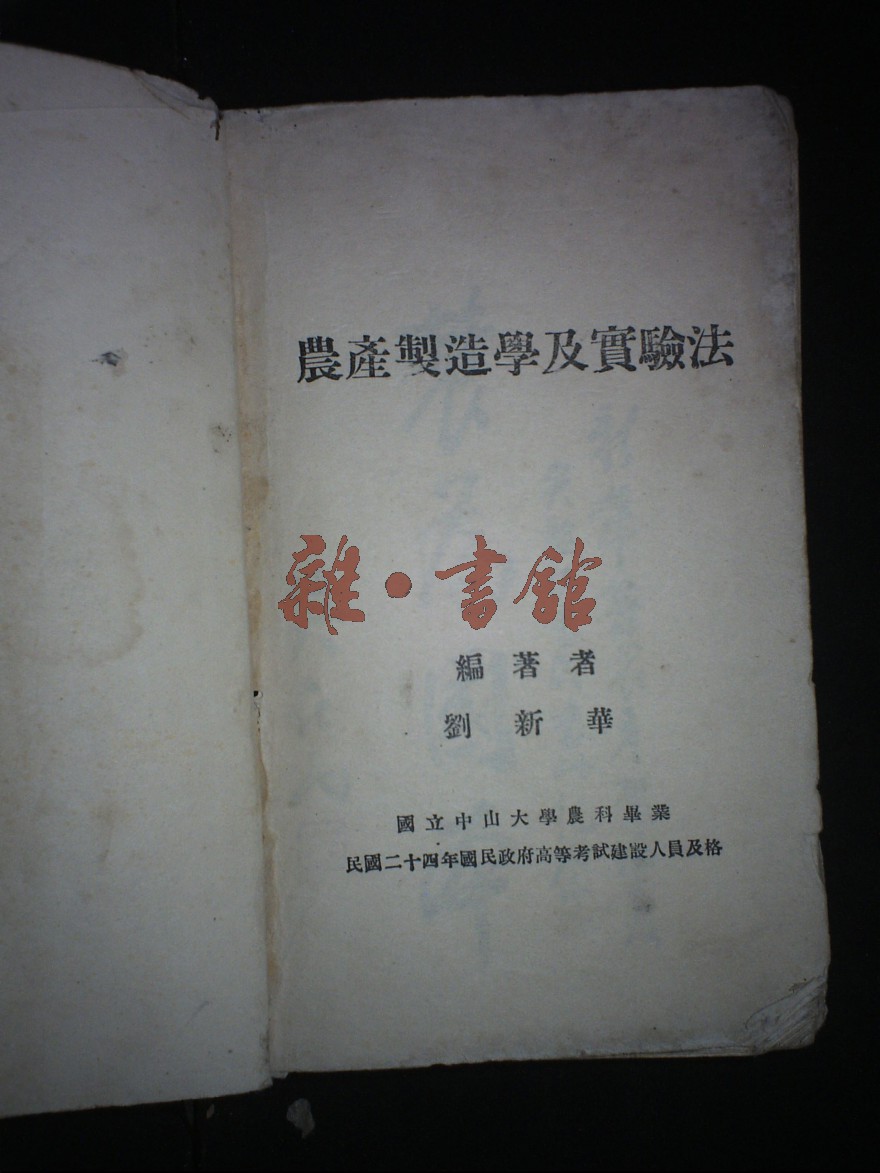 農產製造學及實驗法
雜·書館
編著者
劉新華
國立中山大學農科畢業
民國二十四年國民政府高等考試建設人員及格